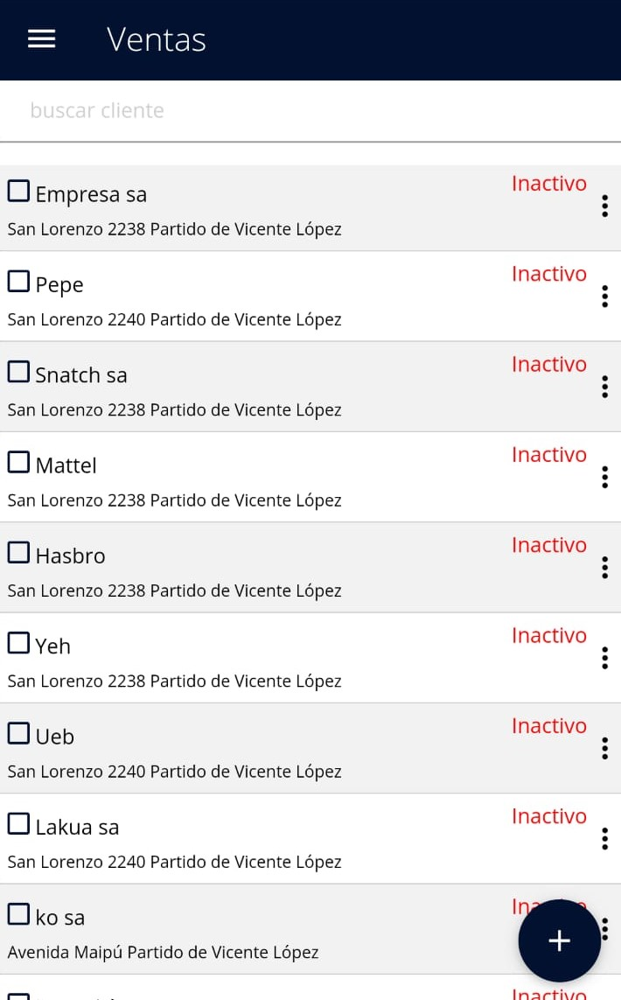 Ventas
buscar cliente
Empresa sa
Inactivo
San Lorenzo 2238 Partido de Vicente López
Pepe
Inactivo
San Lorenzo 2240 Partido de Vicente López
Snatch sa
Inactivo
San Lorenzo 2238 Partido de Vicente López
Mattel
Inactivo
San Lorenzo 2238 Partido de Vicente López
Hasbro
Inactivo
San Lorenzo 2238 Partido de Vicente López
Yeh
Inactivo
San Lorenzo 2238 Partido de Vicente López
Ueb
Inactivo
San Lorenzo 2240 Partido de Vicente López
Lakua sa
Inactivo
San Lorenzo 2240 Partido de Vicente López
ko sa
Avenida Maipú Partido de Vicente López
Inactivo